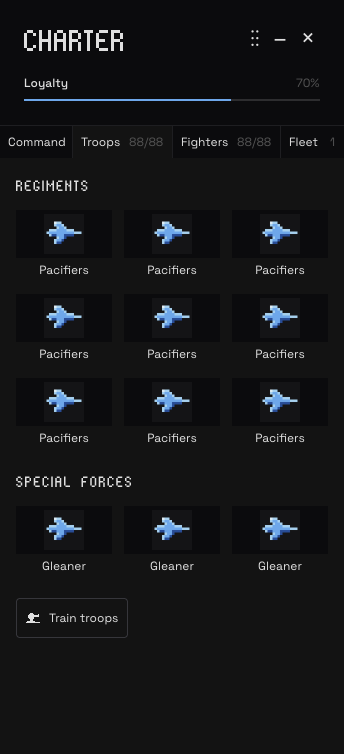 CHARTER
Loyalty 70%
Command Troops 88/88 Fighters 88/88 Fleet 1
REGIMENTS
Pacifiers Pacifiers Pacifiers
Pacifiers Pacifiers Pacifiers
Pacifiers Pacifiers Pacifiers
SPECIAL FORCES
Gleaner Gleaner Gleaner
Train troops